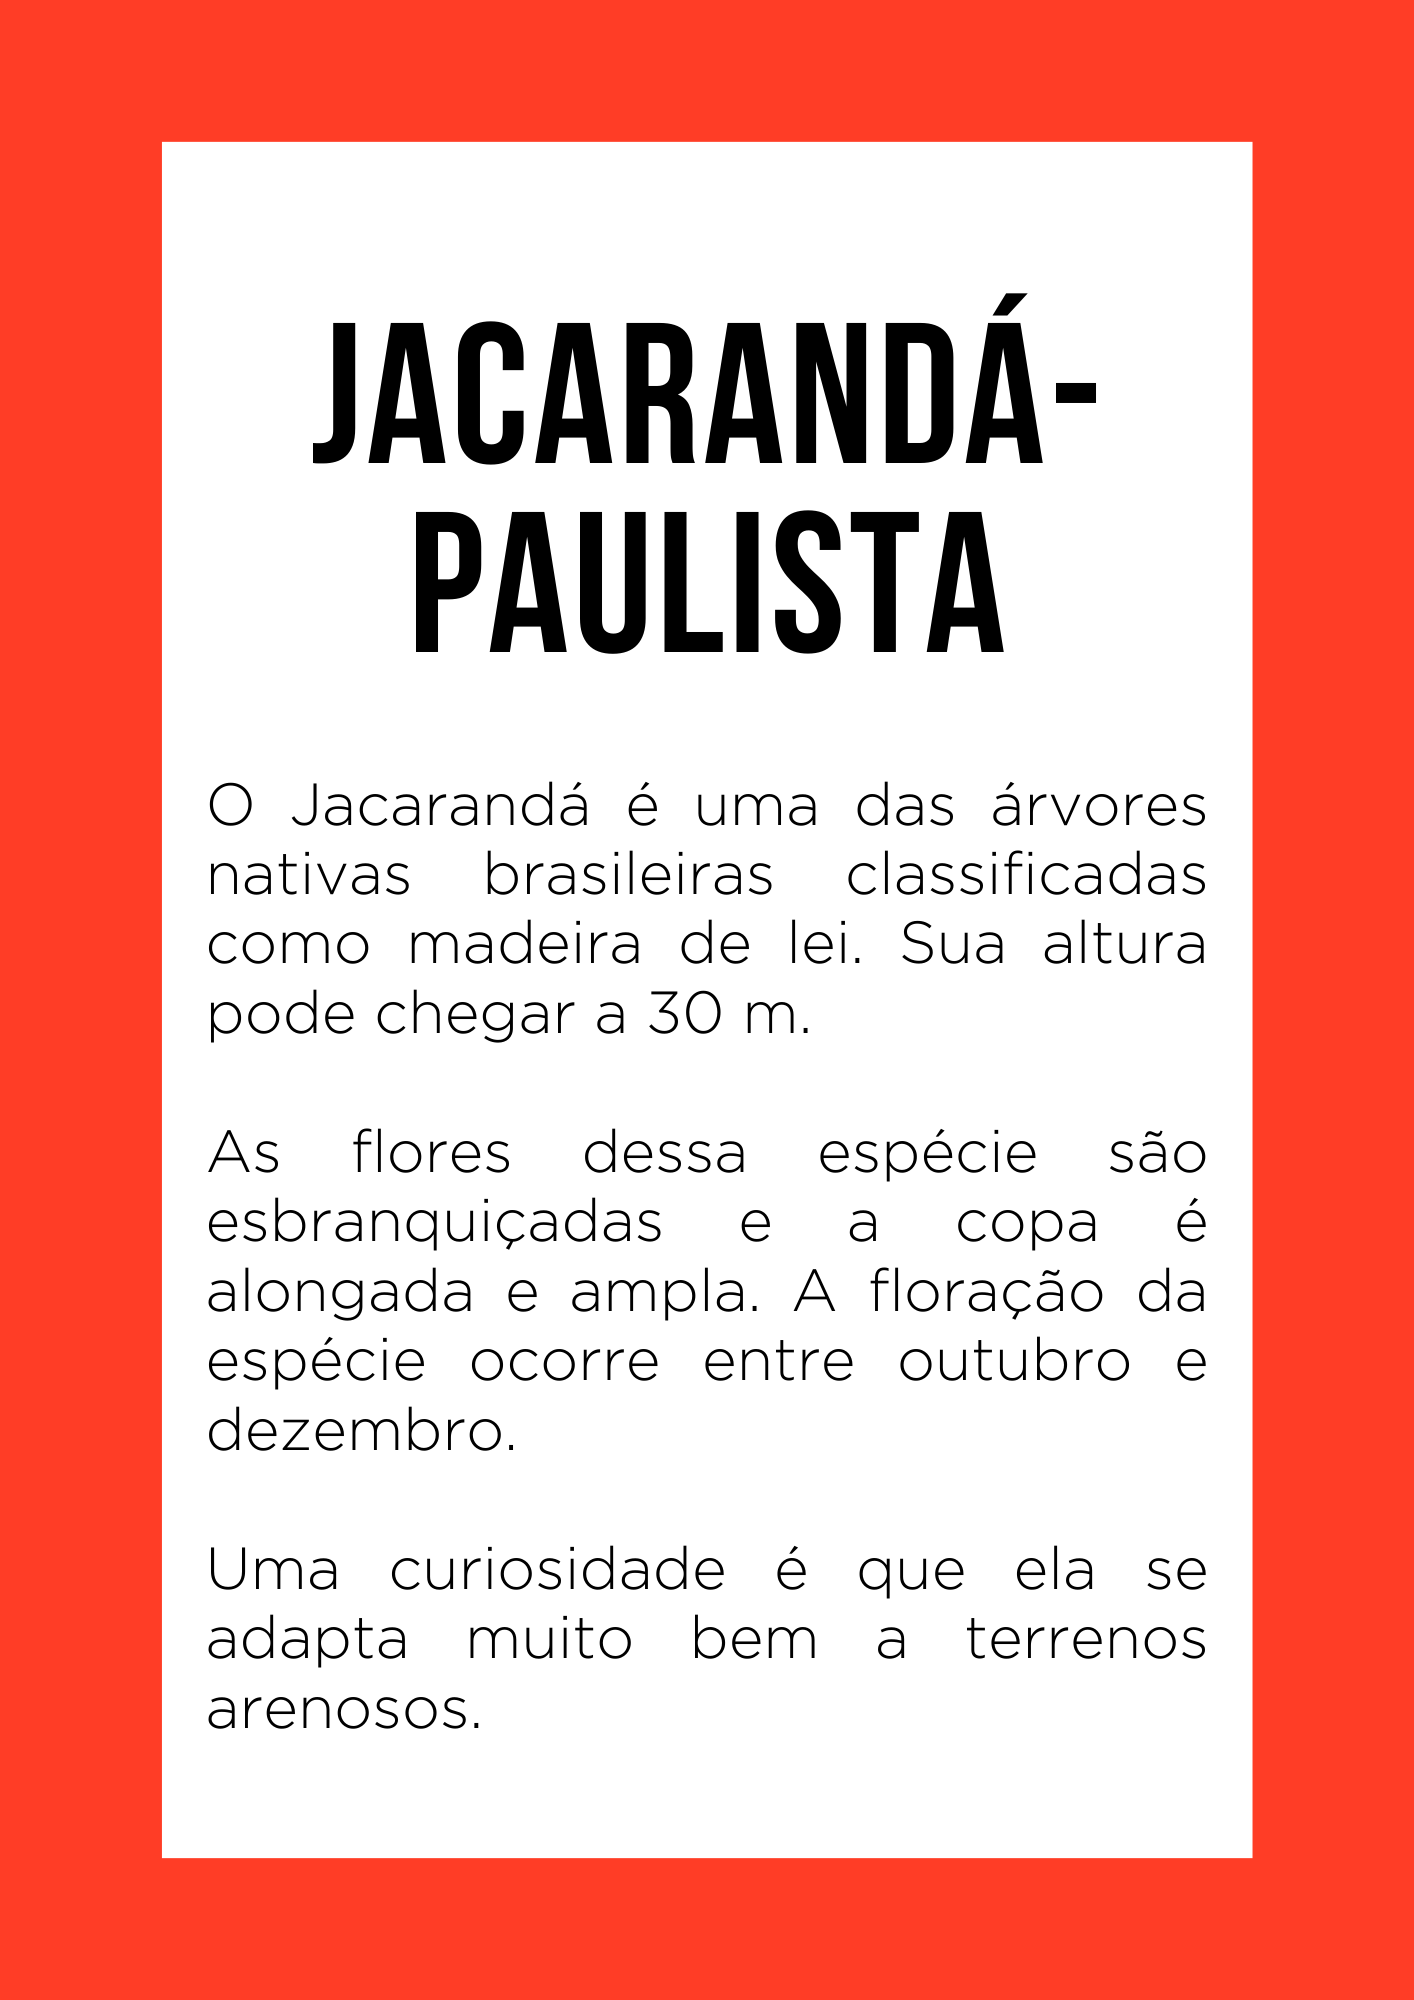 JACARANDÁ-
PAULISTA
O Jacarandá é uma das árvores
nativas brasileiras classificadas
como madeira de lei. Sua altura
pode chegar a 30 m.
As flores dessa espécie são
esbranquiçadas e a copa é
alongada e ampla. A floração da
espécie ocorre entre outubro e
dezembro.
Uma curiosidade é que ela se
adapta muito bem a terrenos
arenosos.